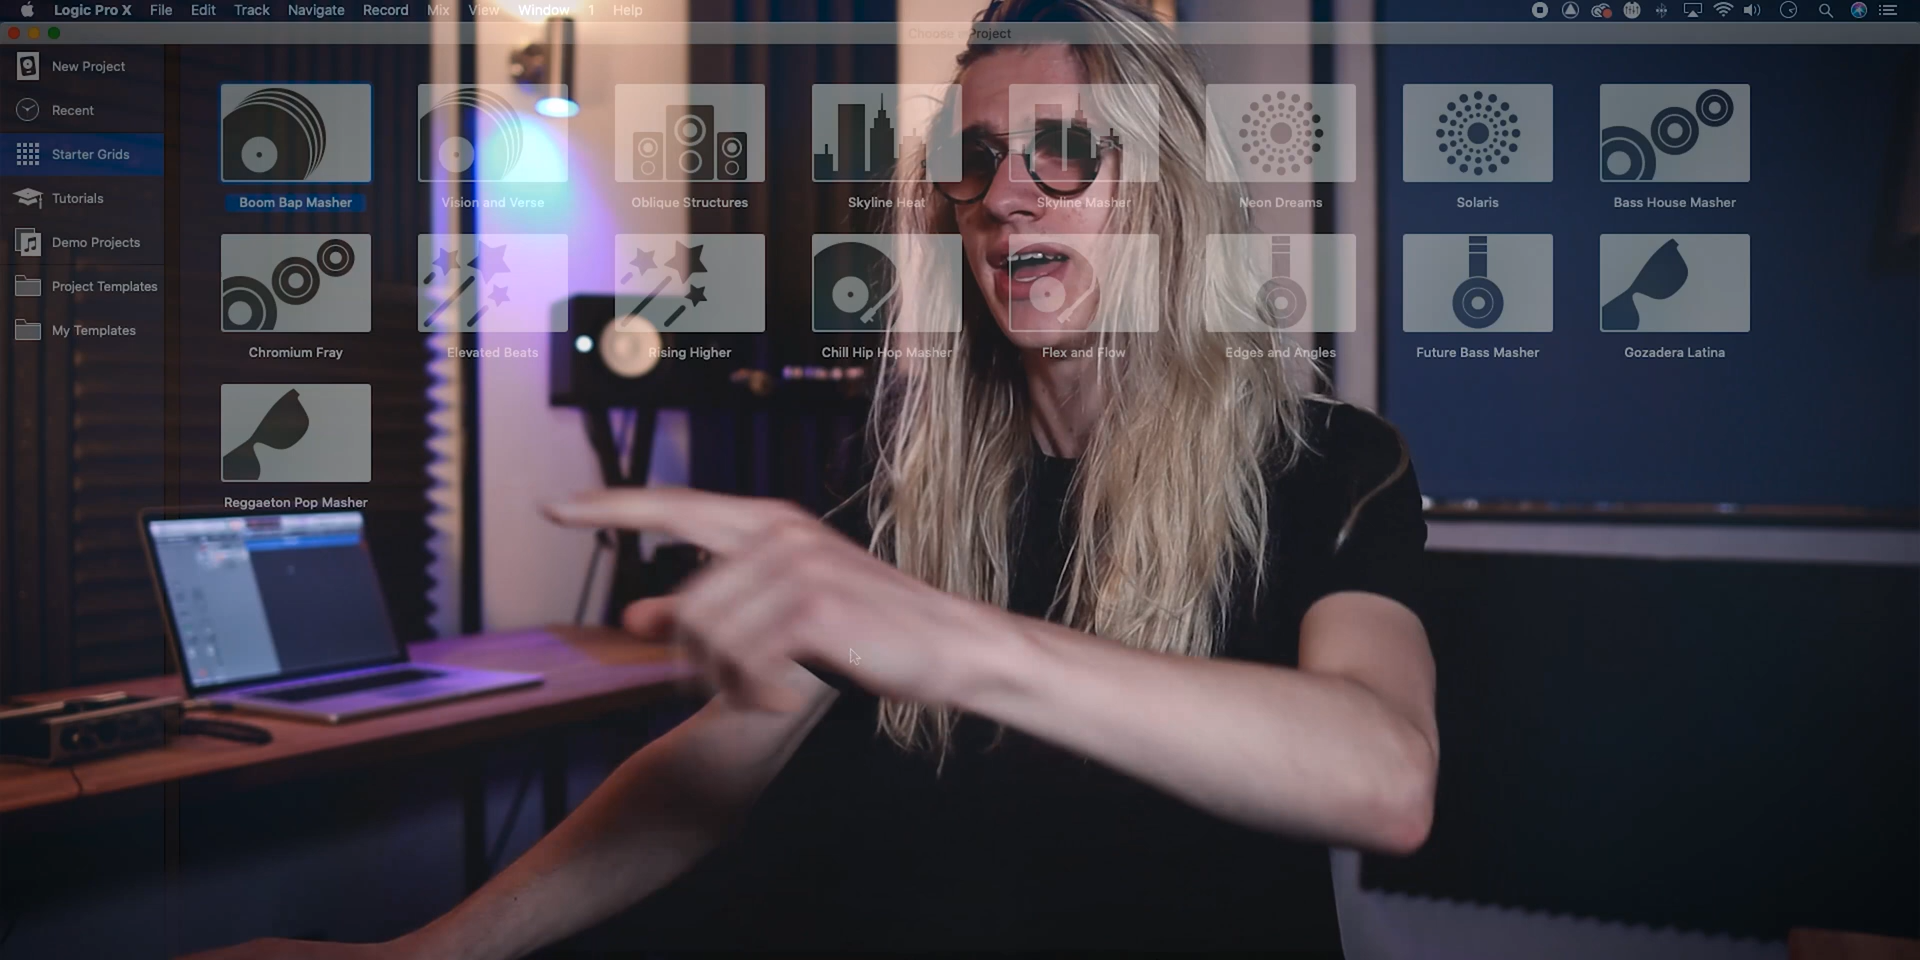 Logic Pro X File Edit Track Navigate Record Mix View Window 1 Help
Choose a Project
New Project
Recent
Starter Grids
Tutorials
Demo Projects
Project Templates
My Templates
Boom Bap Masher
Vision and Verse
Oblique Structures
Skyline Heat
Skyline Masher
Neon Dreams
Solaris
Bass House Masher
Chromium Fray
Elevated Beats
Rising Higher
Chill Hip Hop Masher
Flex and Flow
Edges and Angles
Future Bass Masher
Gozadera Latina
Reggaeton Pop Masher